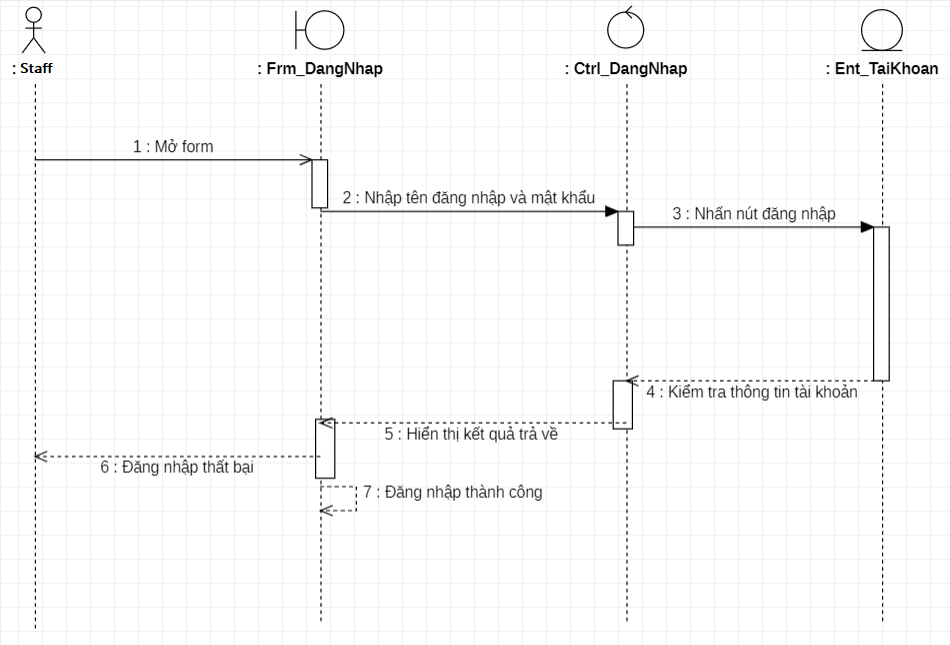 : Staff
: Frm_DangNhap
: Ctrl_DangNhap
: Ent_TaiKhoan
1 : Mở form
2 : Nhập tên đăng nhập và mật khẩu
3 : Nhấn nút đăng nhập
4 : Kiểm tra thông tin tài khoản
5 : Hiển thị kết quả trả về
6 : Đăng nhập thất bại
7 : Đăng nhập thành công